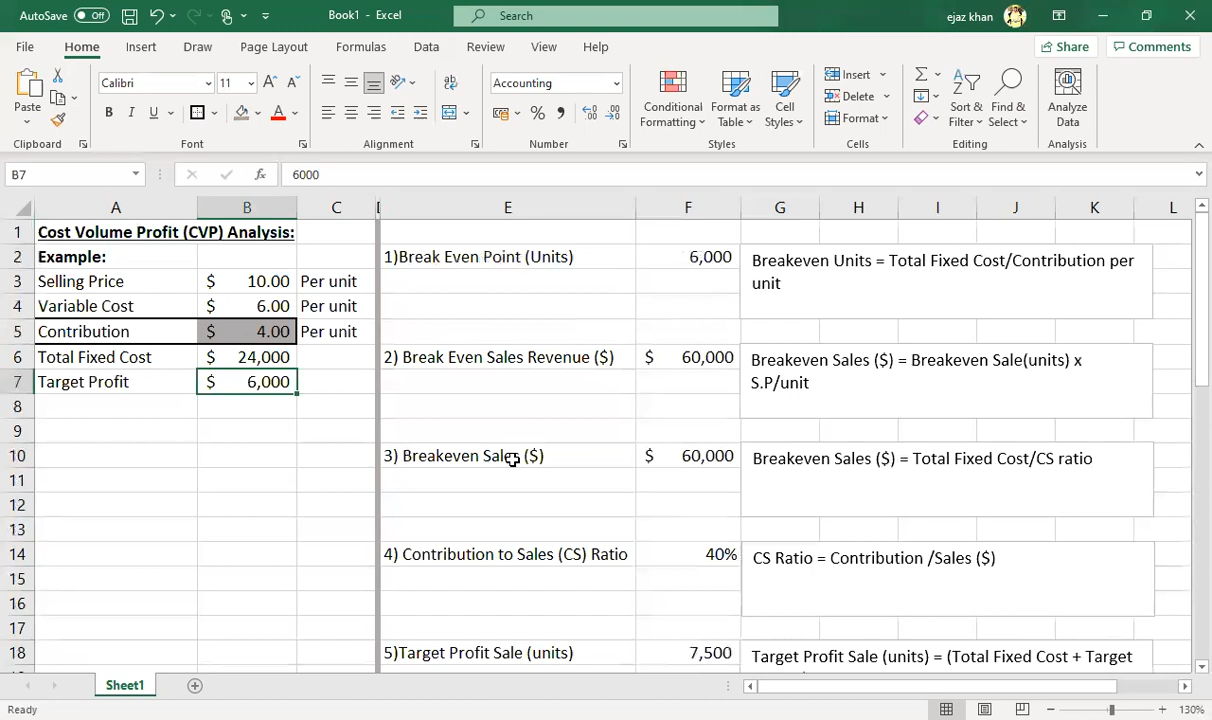 AutoSave Off Book1 - Excel Search ejaz khan
File Home Insert Draw Page Layout Formulas Data Review View Help Share Comments
Paste Calibri 11 Accounting Conditional Formatting Format as Table Cell Styles Insert Delete Format Sort & Filter Find & Select Analyze Data
Clipboard Font Alignment Number Styles Cells Editing Analysis
B7 fx 6000
A B C D E F G H I J K L
1 Cost Volume Profit (CVP) Analysis:
2 Example: 1)Break Even Point (Units) 6,000 Breakeven Units = Total Fixed Cost/Contribution per
unit
3 Selling Price $ 10.00 Per unit
4 Variable Cost $ 6.00 Per unit
5 Contribution $ 4.00 Per unit
6 Total Fixed Cost $ 24,000 2) Break Even Sales Revenue ($) $ 60,000 Breakeven Sales ($) = Breakeven Sale(units) x
S.P/unit
7 Target Profit $ 6,000
8
9
10 3) Breakeven Sales ($) $ 60,000 Breakeven Sales ($) = Total Fixed Cost/CS ratio
11
12
13
14 4) Contribution to Sales (CS) Ratio 40% CS Ratio = Contribution /Sales ($)
15
16
17
18 5)Target Profit Sale (units) 7,500 Target Profit Sale (units) = (Total Fixed Cost + Target
Sheet1
Ready 130%